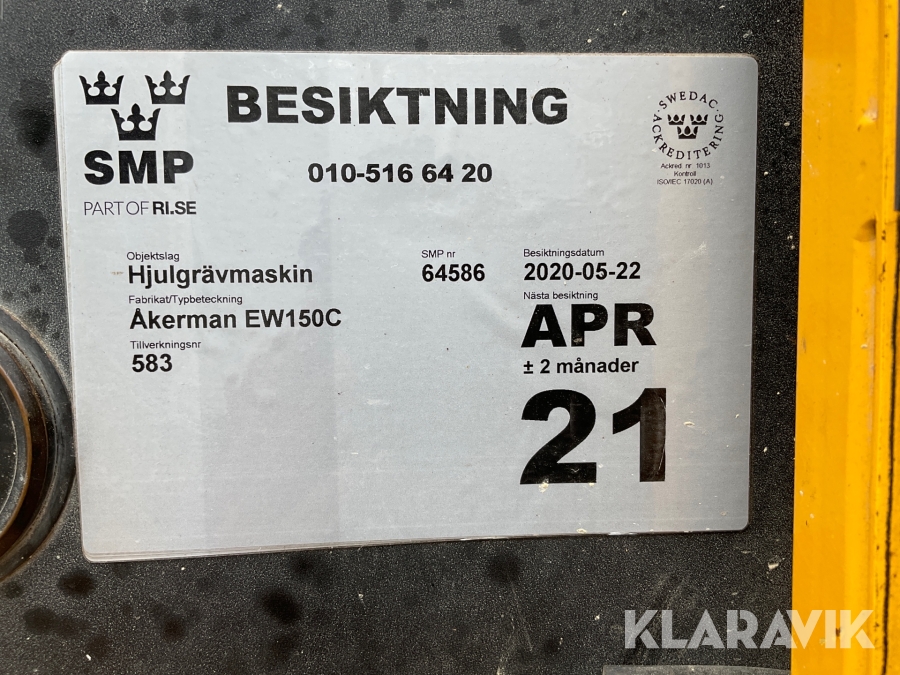 BESIKTNING
SMP
PART OF RI.SE
010-516 64 20
SWEDAC
ACKREDITERING
Ackred nr 1013
Kontroll
ISO/IEC 17020 (A)
Objektslag
Hjulgrävmaskin
Fabrikat/Typbeteckning
Åkerman EW150C
Tillverkningsnr
583
SMP nr
64586
Besiktningsdatum
2020-05-22
Nästa besiktning
APR
± 2 månader
21
KLARAVIK